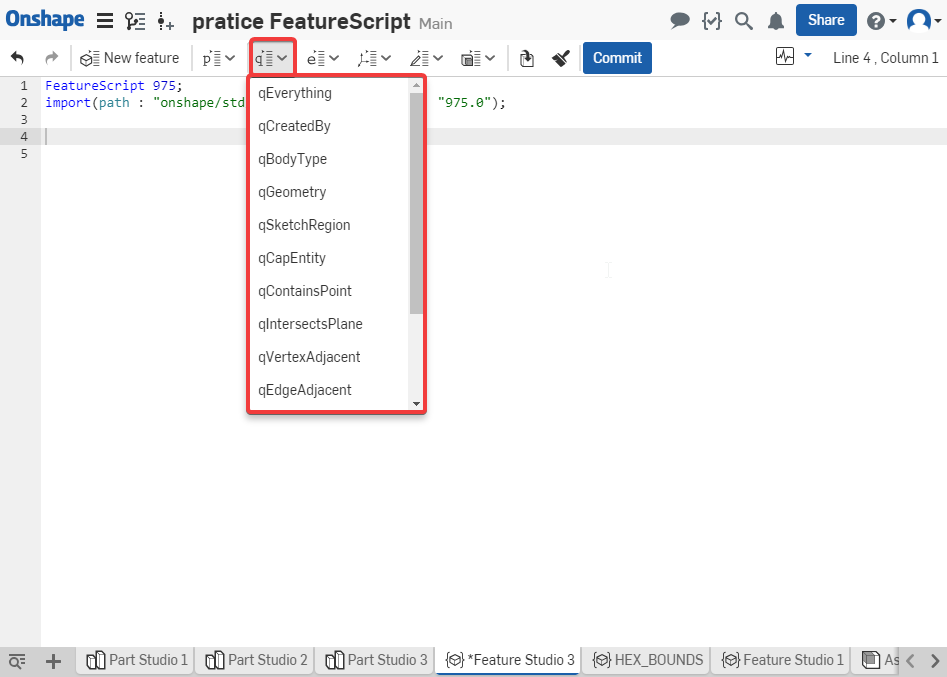 Onshape pratice FeatureScript Main Share
New feature p q e Commit Line 4 , Column 1
1 FeatureScript 975;
2 import(path : "onshape/std "975.0");
3
4
5
qEverything
qCreatedBy
qBodyType
qGeometry
qSketchRegion
qCapEntity
qContainsPoint
qIntersectsPlane
qVertexAdjacent
qEdgeAdjacent
Part Studio 1 Part Studio 2 Part Studio 3 *Feature Studio 3 HEX_BOUNDS Feature Studio 1 As